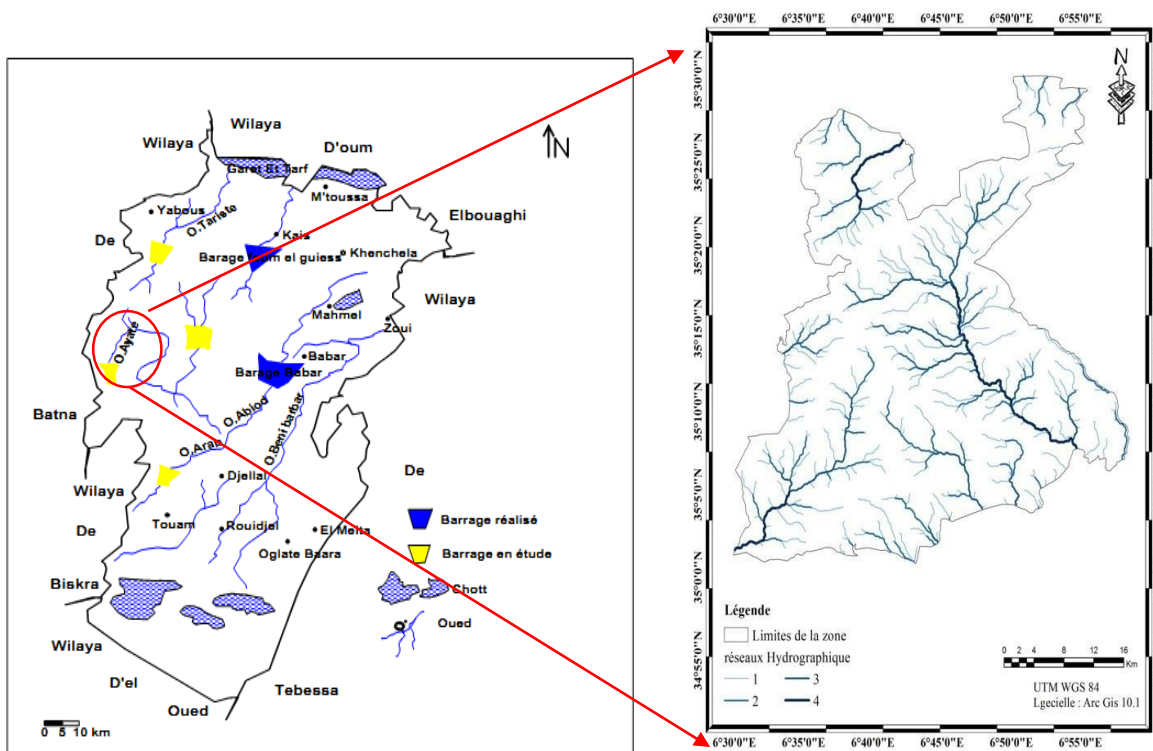 Wilaya
Wilaya
D'oum
N
Garet Et Tarf
M'toussa
Yabous
O.Tariste
Elbouaghi
De
Kais
Khenchela
Wilaya
Mahmel
Zoui
O.Ayate
Babar
Barage Babar
Batna
O.Abiod
O.Beni barbar
O.Arab
De
Djellal
Wilaya
De
Touam
El Meita
Oglate Baara
Biskra
Wilaya
D'el
Oued
Tebessa
Barrage réalisé
Barrage en étude
Chott
O.
Oued
0 5 10 km
6°30'0"E 6°35'0"E 6°40'0"E 6°45'0"E 6°50'0"E 6°55'0"E
N
35°30'0"N
35°25'0"N
35°20'0"N
35°15'0"N
35°10'0"N
35°5'0"N
35°0'0"N
34°55'0"N
Légende
Limites de la zone
réseaux Hydrographique
1 3
2 4
0 2 4 8 12 16
Km
UTM WGS 84
Lgecielle : Arc Gis 10.1
6°30'0"E 6°35'0"E 6°40'0"E 6°45'0"E 6°50'0"E 6°55'0"E